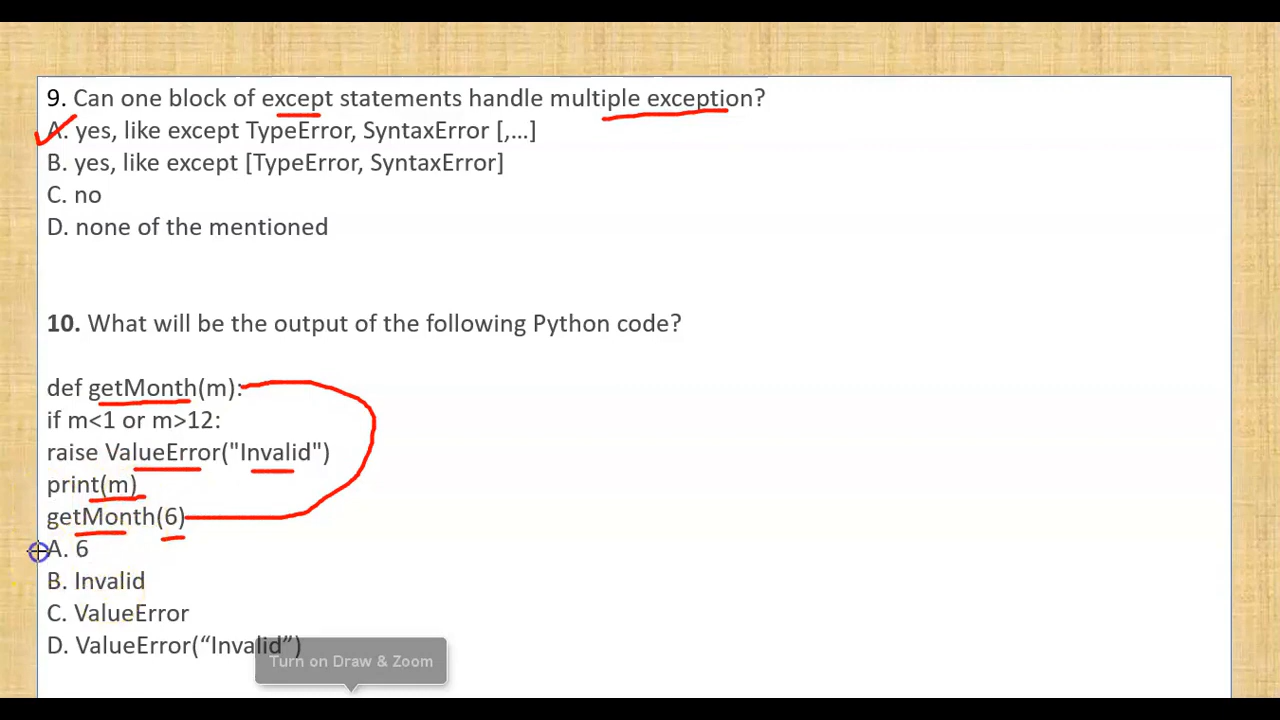 9. Can one block of except statements handle multiple exception?
A. yes, like except TypeError, SyntaxError [,…]
B. yes, like except [TypeError, SyntaxError]
C. no
D. none of the mentioned
10. What will be the output of the following Python code?
def getMonth(m):
if m<1 or m>12:
raise ValueError("Invalid")
print(m)
getMonth(6)
A. 6
B. Invalid
C. ValueError
D. ValueError(“Invalid”)
Turn on Draw & Zoom